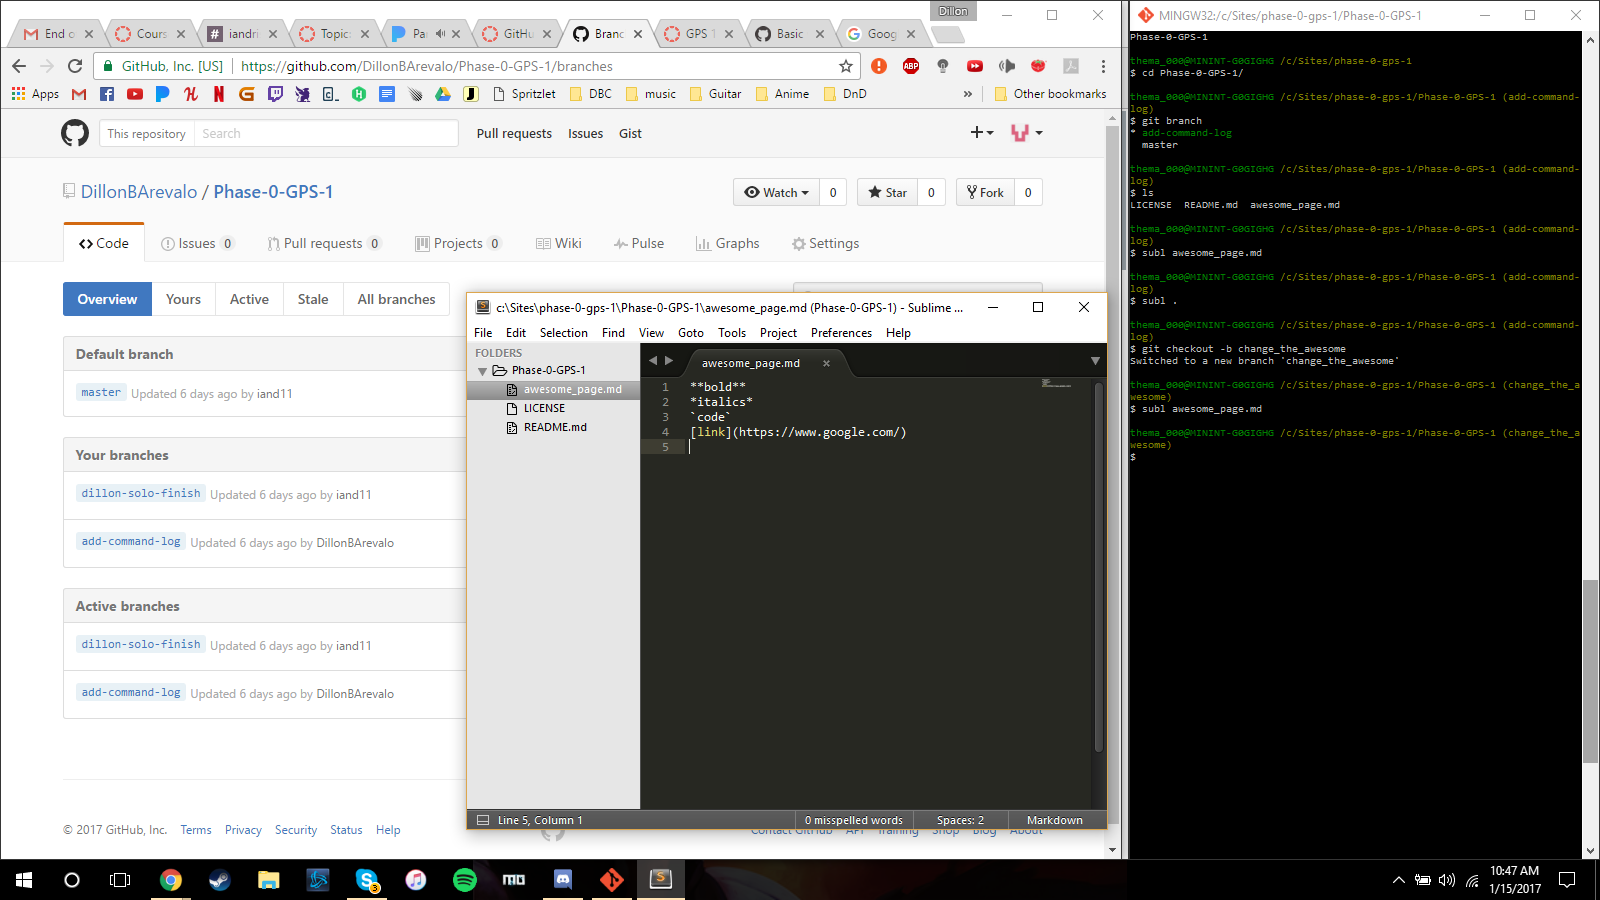 Dillon
End o
Cours
iandri
Topic
Pa
GitHu
Branc
GPS 1
Basic
Goog
GitHub, Inc. [US]
https://github.com/DillonBArevalo/Phase-0-GPS-1/branches
Apps
Spritzlet
DBC
music
Guitar
Anime
DnD
»
Other bookmarks
This repository
Search
Pull requests
Issues
Gist
DillonBArevalo / Phase-0-GPS-1
Watch 0
Star 0
Fork 0
Code
Issues 0
Pull requests 0
Projects 0
Wiki
Pulse
Graphs
Settings
Overview
Yours
Active
Stale
All branches
Default branch
master Updated 6 days ago by iand11
Your branches
dillon-solo-finish Updated 6 days ago by iand11
add-command-log Updated 6 days ago by DillonBArevalo
Active branches
dillon-solo-finish Updated 6 days ago by iand11
add-command-log Updated 6 days ago by DillonBArevalo
© 2017 GitHub, Inc. Terms Privacy Security Status Help
Contact GitHub API Training Shop Blog About
c:\Sites\phase-0-gps-1\Phase-0-GPS-1\awesome_page.md (Phase-0-GPS-1) - Sublime ...
File Edit Selection Find View Goto Tools Project Preferences Help
FOLDERS
Phase-0-GPS-1
awesome_page.md
LICENSE
README.md
awesome_page.md
1 **bold**
2 *italics*
3 `code`
4 [link](https://www.google.com/)
5
Line 5, Column 1
0 misspelled words
Spaces: 2
Markdown
MINGW32:/c/Sites/phase-0-gps-1/Phase-0-GPS-1
Phase-0-GPS-1
thema_000@MININT-G0GIGHG /c/Sites/phase-0-gps-1
$ cd Phase-0-GPS-1/
thema_000@MININT-G0GIGHG /c/Sites/phase-0-gps-1/Phase-0-GPS-1 (add-command-
log)
$ git branch
* add-command-log
master
thema_000@MININT-G0GIGHG /c/Sites/phase-0-gps-1/Phase-0-GPS-1 (add-command-
log)
$ ls
LICENSE README.md awesome_page.md
thema_000@MININT-G0GIGHG /c/Sites/phase-0-gps-1/Phase-0-GPS-1 (add-command-
log)
$ subl awesome_page.md
thema_000@MININT-G0GIGHG /c/Sites/phase-0-gps-1/Phase-0-GPS-1 (add-command-
log)
$ subl .
thema_000@MININT-G0GIGHG /c/Sites/phase-0-gps-1/Phase-0-GPS-1 (add-command-
log)
$ git checkout -b change_the_awesome
Switched to a new branch 'change_the_awesome'
thema_000@MININT-G0GIGHG /c/Sites/phase-0-gps-1/Phase-0-GPS-1 (change_the_a
wesome)
$ subl awesome_page.md
thema_000@MININT-G0GIGHG /c/Sites/phase-0-gps-1/Phase-0-GPS-1 (change_the_a
wesome)
$
3
10:47 AM
1/15/2017